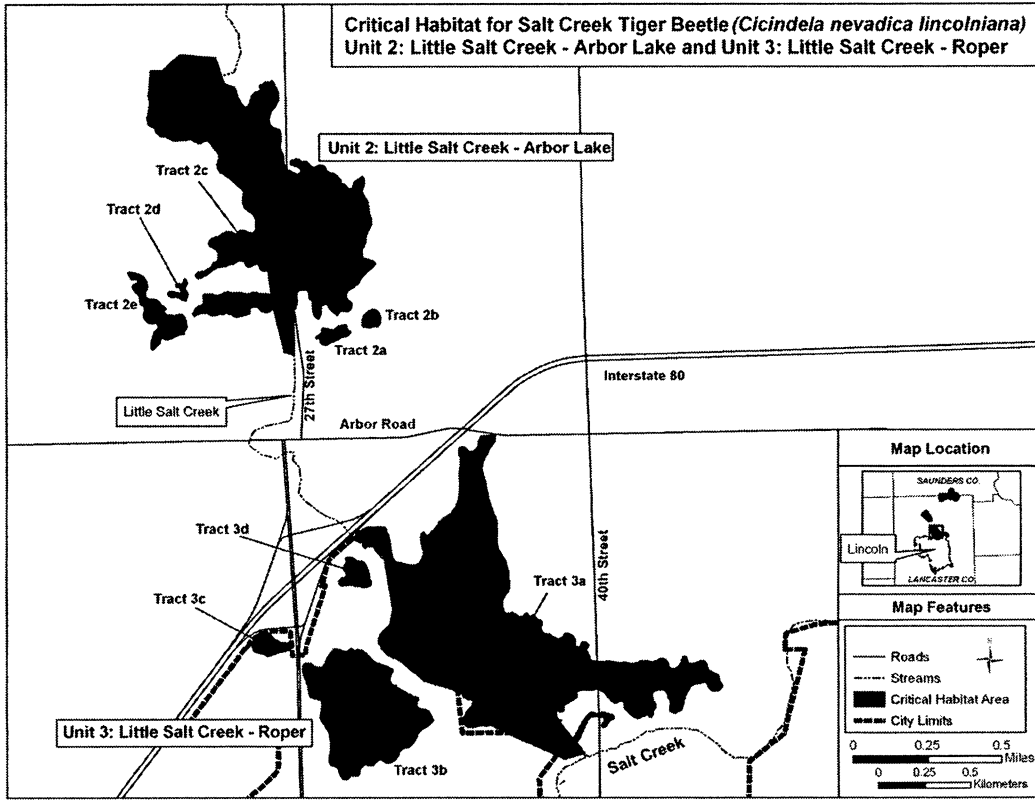 Critical Habitat for Salt Creek Tiger Beetle (Cicindela nevadica lincolniana)
Unit 2: Little Salt Creek - Arbor Lake and Unit 3: Little Salt Creek - Roper
Unit 2: Little Salt Creek - Arbor Lake
Tract 2c
Tract 2d
Tract 2e
Tract 2b
Tract 2a
27th Street
Interstate 80
Little Salt Creek
Arbor Road
Tract 3d
Tract 3a
40th Street
Tract 3c
Unit 3: Little Salt Creek - Roper
Tract 3b
Salt Creek
Map Location
SAUNDERS CO.
Lincoln
LANCASTER CO.
Map Features
N
Roads
Streams
Critical Habitat Area
City Limits
0 0.25 0.5
Miles
0 0.25 0.5
Kilometers